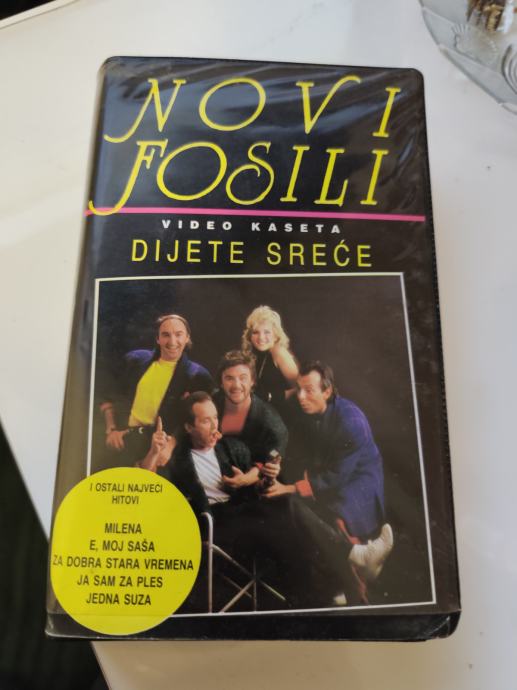 NOVI
FOSILI
VIDEO KASETA
DIJETE SREĆE
I OSTALI NAJVEĆI
HITOVI
MILENA
E, MOJ SAŠA
ZA DOBRA STARA VREMENA
JA SAM ZA PLES
JEDNA SUZA